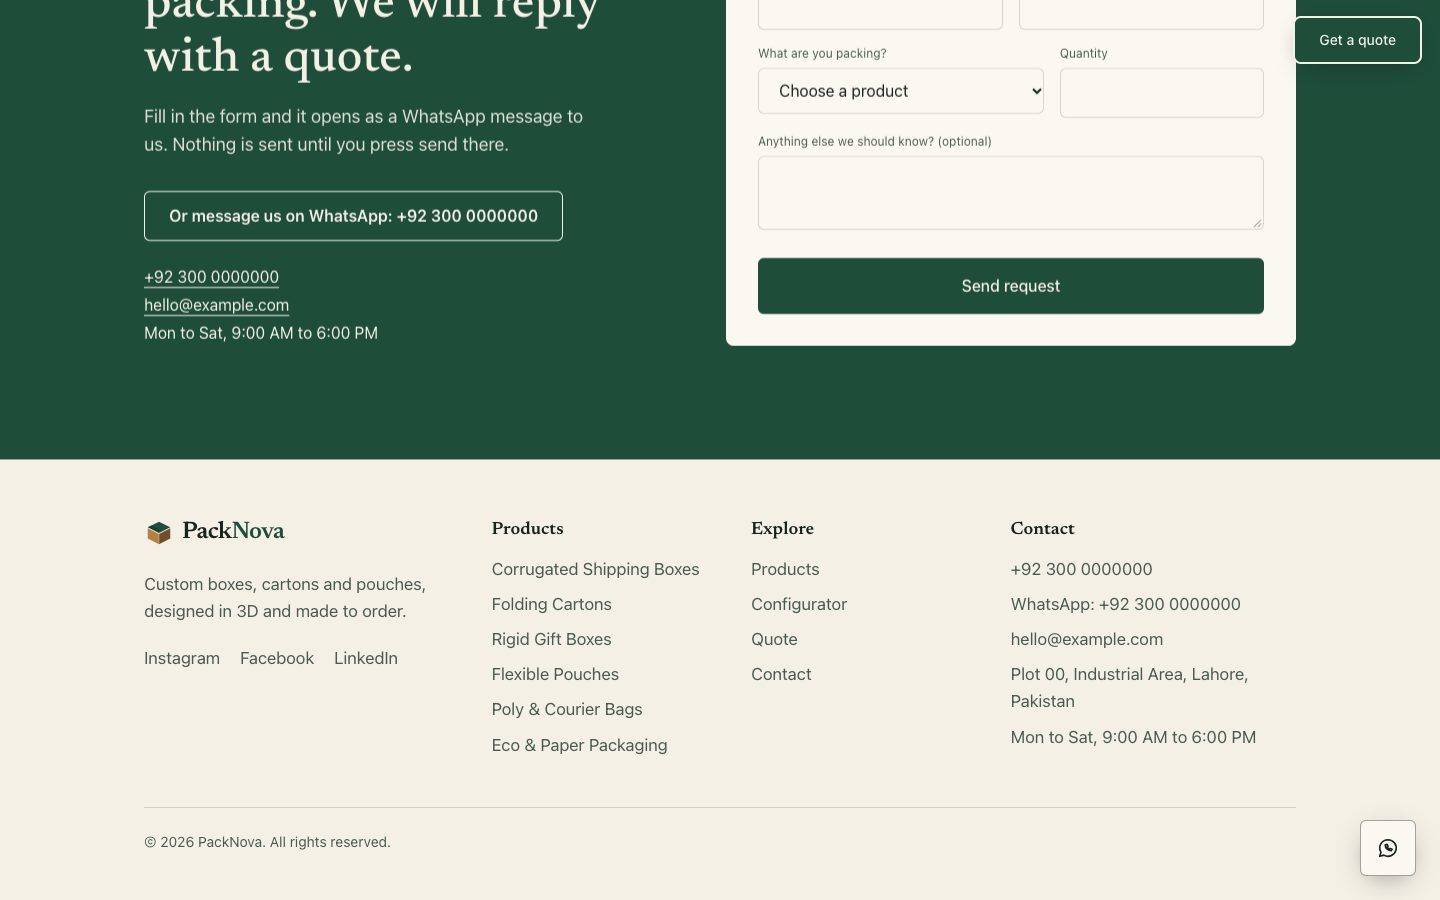 packing. We will reply
with a quote.
Fill in the form and it opens as a WhatsApp message to
us. Nothing is sent until you press send there.
Or message us on WhatsApp: +92 300 0000000
+92 300 0000000
hello@example.com
Mon to Sat, 9:00 AM to 6:00 PM
What are you packing?
Quantity
Choose a product
Anything else we should know? (optional)
Send request
Get a quote
PackNova
Custom boxes, cartons and pouches,
designed in 3D and made to order.
Instagram Facebook LinkedIn
Products
Corrugated Shipping Boxes
Folding Cartons
Rigid Gift Boxes
Flexible Pouches
Poly & Courier Bags
Eco & Paper Packaging
Explore
Products
Configurator
Quote
Contact
Contact
+92 300 0000000
WhatsApp: +92 300 0000000
hello@example.com
Plot 00, Industrial Area, Lahore,
Pakistan
Mon to Sat, 9:00 AM to 6:00 PM
© 2026 PackNova. All rights reserved.